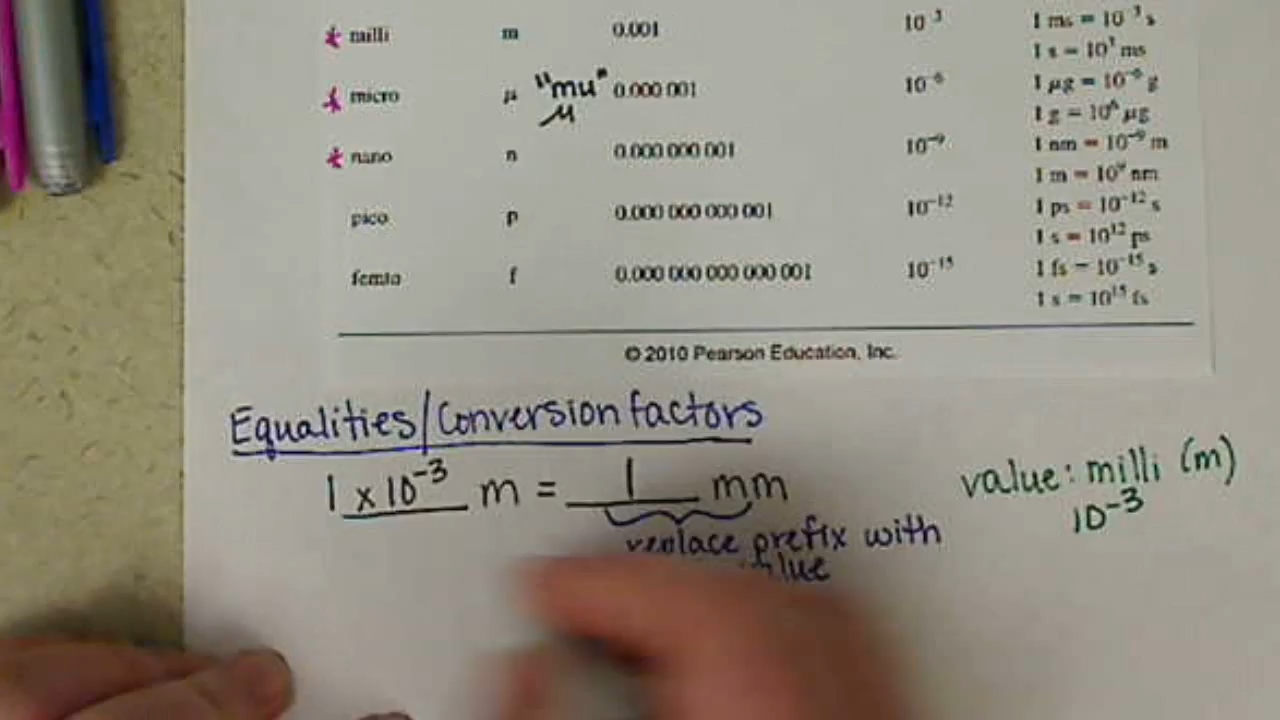 milli m 0.001 10⁻³ 1 ms = 10⁻³ s
1 s = 10³ ms
micro μ "mu" 0.000 001 10⁻⁶ 1 μg = 10⁻⁶ g
μ 1 g = 10⁶ μg
nano n 0.000 000 001 10⁻⁹ 1 nm = 10⁻⁹ m
1 m = 10⁹ nm
pico p 0.000 000 000 001 10⁻¹² 1 ps = 10⁻¹² s
1 s = 10¹² ps
femto f 0.000 000 000 000 001 10⁻¹⁵ 1 fs = 10⁻¹⁵ s
1 s = 10¹⁵ fs
© 2010 Pearson Education, Inc.
Equalities/Conversion factors
1 x 10⁻³ m = 1 mm
value: milli (m)
10⁻³
replace prefix with